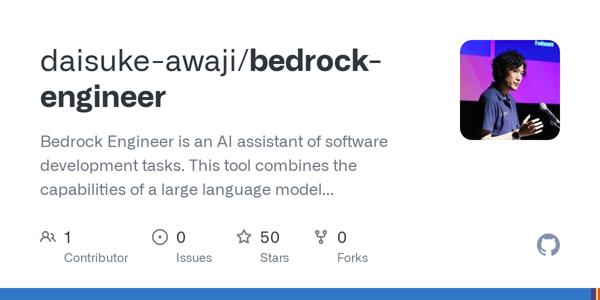 daisuke-awaji/bedrock-
engineer
Bedrock Engineer is an AI assistant of software
development tasks. This tool combines the
capabilities of a large language model...
1
Contributor
0
Issues
50
Stars
0
Forks